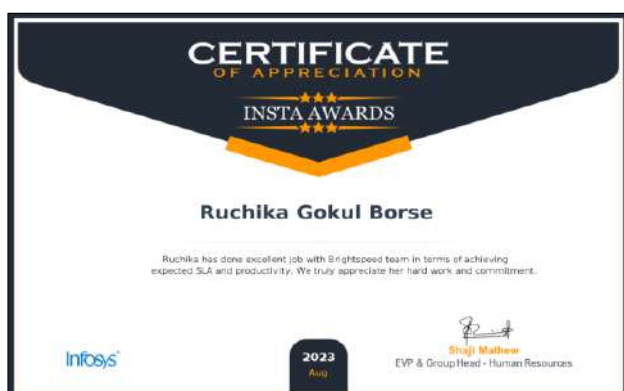 CERTIFICATE
OF APPRECIATION
INSTA AWARDS
Ruchika Gokul Borse
Ruchika has done excellent job with Brightspeed team in terms of achieving
expected SLA and productivity. We truly appreciate her hard work and commitment.
Infosys
2023
Aug
Shaji Mathew
EVP & Group Head - Human Resources